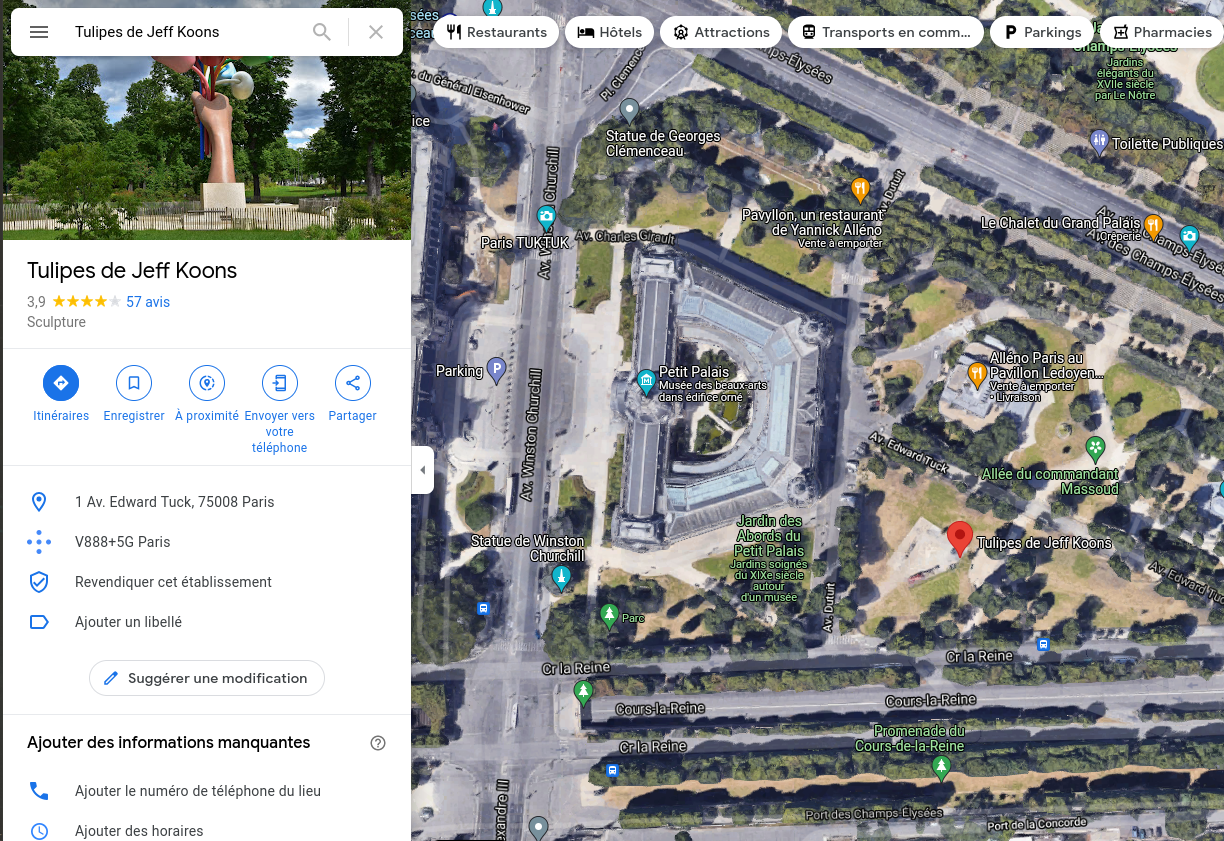 Tulipes de Jeff Koons
Restaurants
Hôtels
Attractions
Transports en comm...
Parkings
Pharmacies
Tulipes de Jeff Koons
3,9
57 avis
Sculpture
Itinéraires
Enregistrer
À proximité
Envoyer vers
votre
téléphone
Partager
1 Av. Edward Tuck, 75008 Paris
V888+5G Paris
Revendiquer cet établissement
Ajouter un libellé
Suggérer une modification
Ajouter des informations manquantes
Ajouter le numéro de téléphone du lieu
Ajouter des horaires
Champs-Élysées
Jardins
élégants du
XVIIe siècle
par Le Nôtre
Av. du Général Eisenhower
Pl. Clemenceau
Statue de Georges
Clémenceau
Toilette Publiques
Churchill
Av. Dutuit
Pavyllon, un restaurant
de Yannick Alléno
Vente à emporter
Le Chalet du Grand Palais
Crêperie
Av. des Champs-Élysées
Paris TUKTUK
Av. Charles Girault
Parking
P
Petit Palais
Musée des beaux-arts
dans édifice orné
Alléno Paris au
Pavillon Ledoyen...
Vente à emporter
• Livraison
Av. Winston Churchill
Av. Edward Tuck
Allée du commandant
Massoud
Statue de Winston
Churchill
Jardin des
Abords du
Petit Palais
Jardins soignés
du XIXe siècle
autour
d'un musée
Tulipes de Jeff Koons
Av. Edward Tuck
Parc
Av. Dutuit
Cr la Reine
Cr la Reine
Cours-la-Reine
Cours-la-Reine
Cr la Reine
Promenade du
Cours-de-la-Reine
Port des Champs Élysées
Port de la Concorde